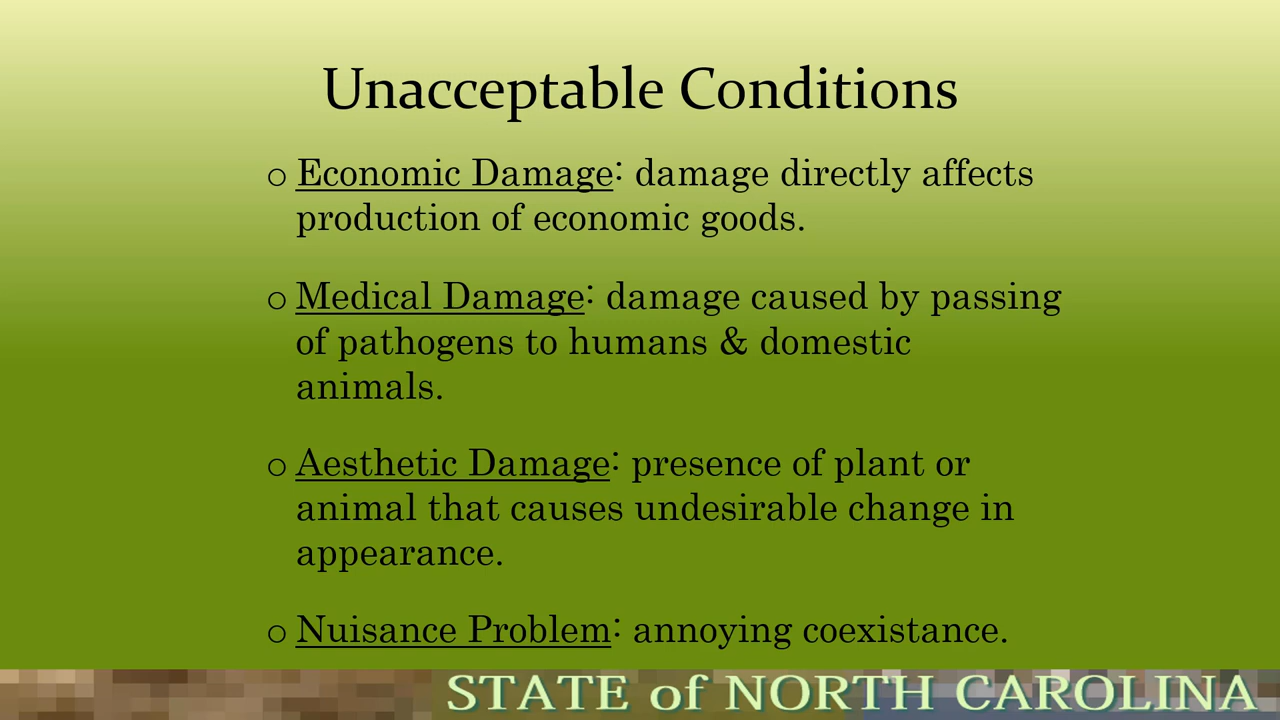 Unacceptable Conditions
o Economic Damage: damage directly affects
production of economic goods.
o Medical Damage: damage caused by passing
of pathogens to humans & domestic
animals.
o Aesthetic Damage: presence of plant or
animal that causes undesirable change in
appearance.
o Nuisance Problem: annoying coexistance.
STATE of NORTH CAROLINA